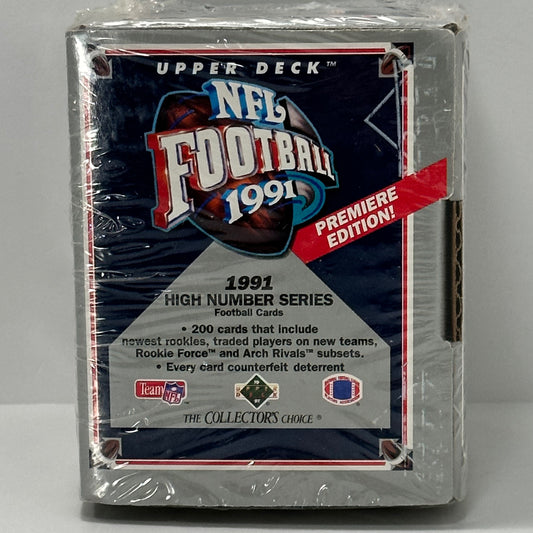 UPPER DECK™
NFL
FOOTBALL
1991
PREMIERE
EDITION!
1991
HIGH NUMBER SERIES
Football Cards
• 200 cards that include
newest rookies, traded players on new teams,
Rookie Force™ and Arch Rivals™ subsets.
• Every card counterfeit deterrent
Team NFL
THE COLLECTOR'S CHOICE®